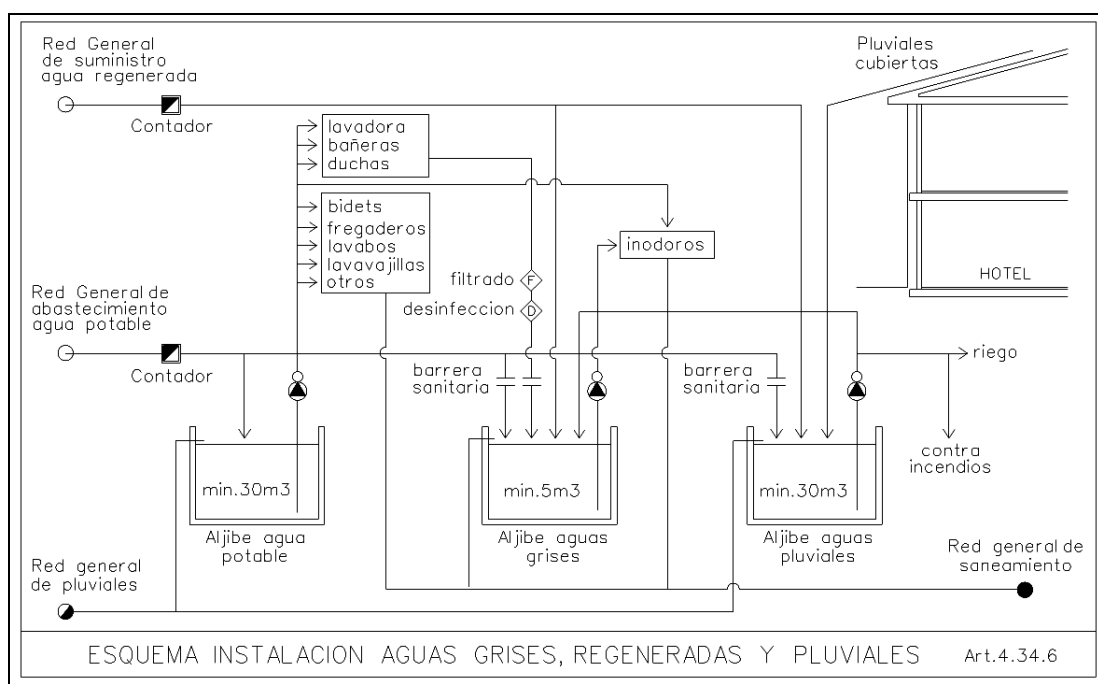 Red General
de suministro
agua regenerada
Contador
Pluviales
cubiertas
lavadora
bañeras
duchas
bidets
fregaderos
lavabos
lavavajillas
otros
inodoros
filtrado
F
desinfeccion
D
HOTEL
Red General de
abastecimiento
agua potable
Contador
barrera
sanitaria
barrera
sanitaria
riego
contra
incendios
min.30m3
min.5m3
min.30m3
Aljibe agua
potable
Aljibe aguas
grises
Aljibe aguas
pluviales
Red general
de pluviales
Red general de
saneamiento
ESQUEMA INSTALACION AGUAS GRISES, REGENERADAS Y PLUVIALES Art.4.34.6